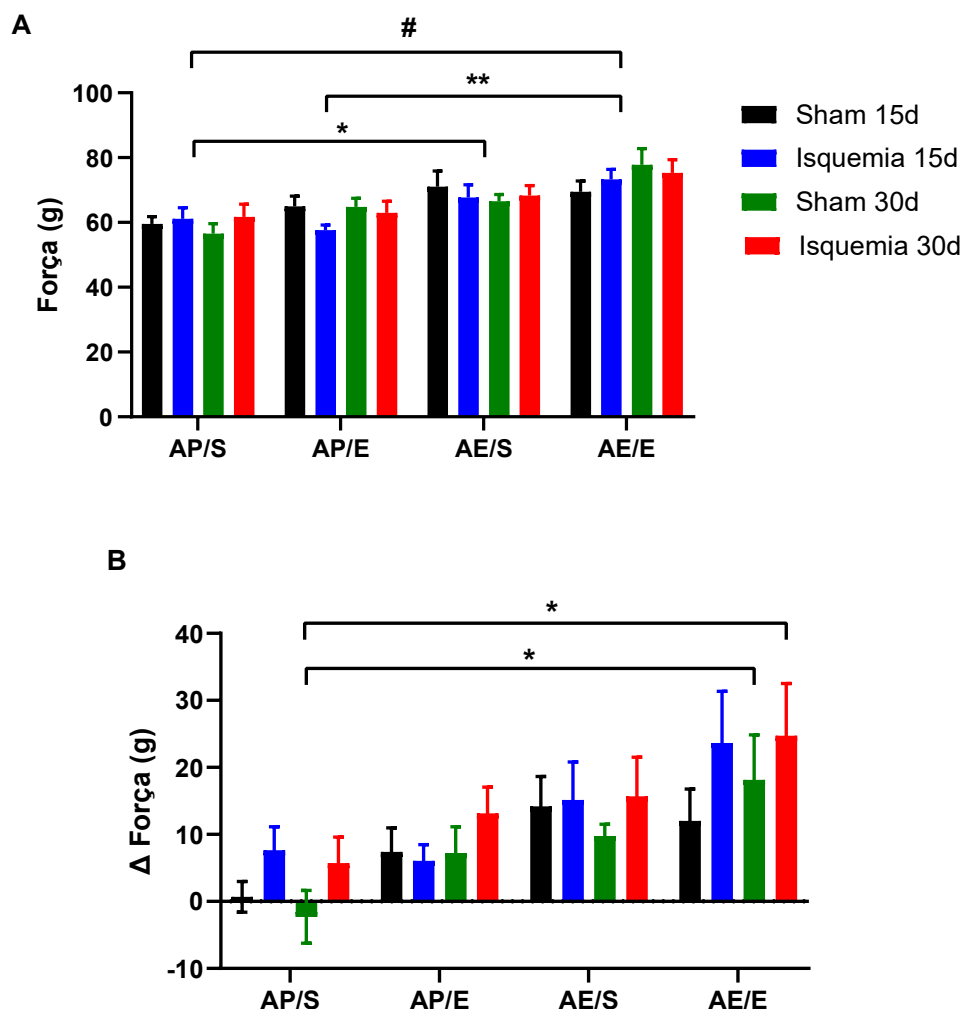 A
#
**
*
100
80
60
40
20
0
Força (g)
AP/S AP/E AE/S AE/E
Sham 15d
Isquemia 15d
Sham 30d
Isquemia 30d
B
*
*
40
30
20
10
0
-10
Δ Força (g)
AP/S AP/E AE/S AE/E